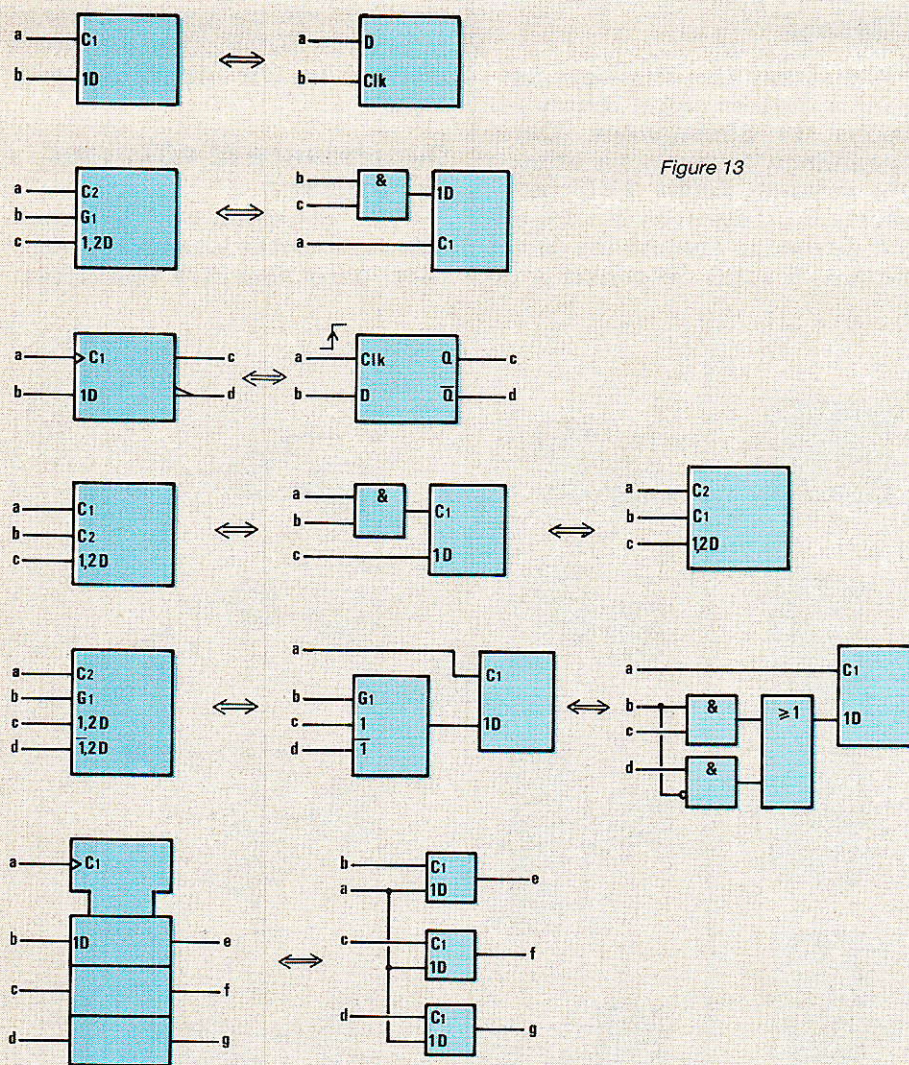 a C1 a D
b 1D b Clk
Figure 13
a C2 b & 1D
b G1 c
c 1,2D a C1
a C1 c a Clk Q c
b 1D d b D Q̅ d
a C1 a & C1 a C2
b C2 b b C1
c 1,2D c 1D c 1,2D
a C2 a C1 a C1
b G1 b G1 b & ≥1
c 1,2D c 1 1D c 1D
d 1̅,2D d 1̅ d &
a C1 b C1 e
a 1D
b 1D e c C1 f
1D
c f d C1 g
d g 1D